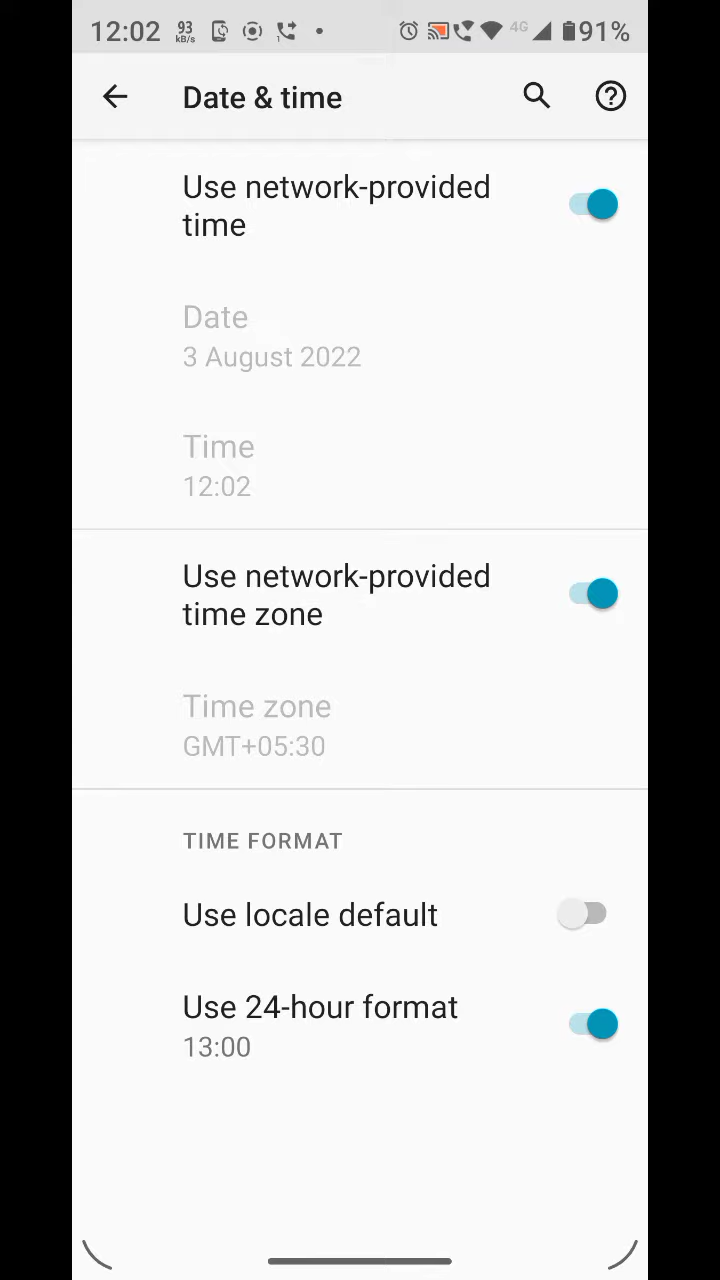 12:02 93 kB/s 1 4G 91%
Date & time
Use network-provided
time
Date
3 August 2022
Time
12:02
Use network-provided
time zone
Time zone
GMT+05:30
TIME FORMAT
Use locale default
Use 24-hour format
13:00